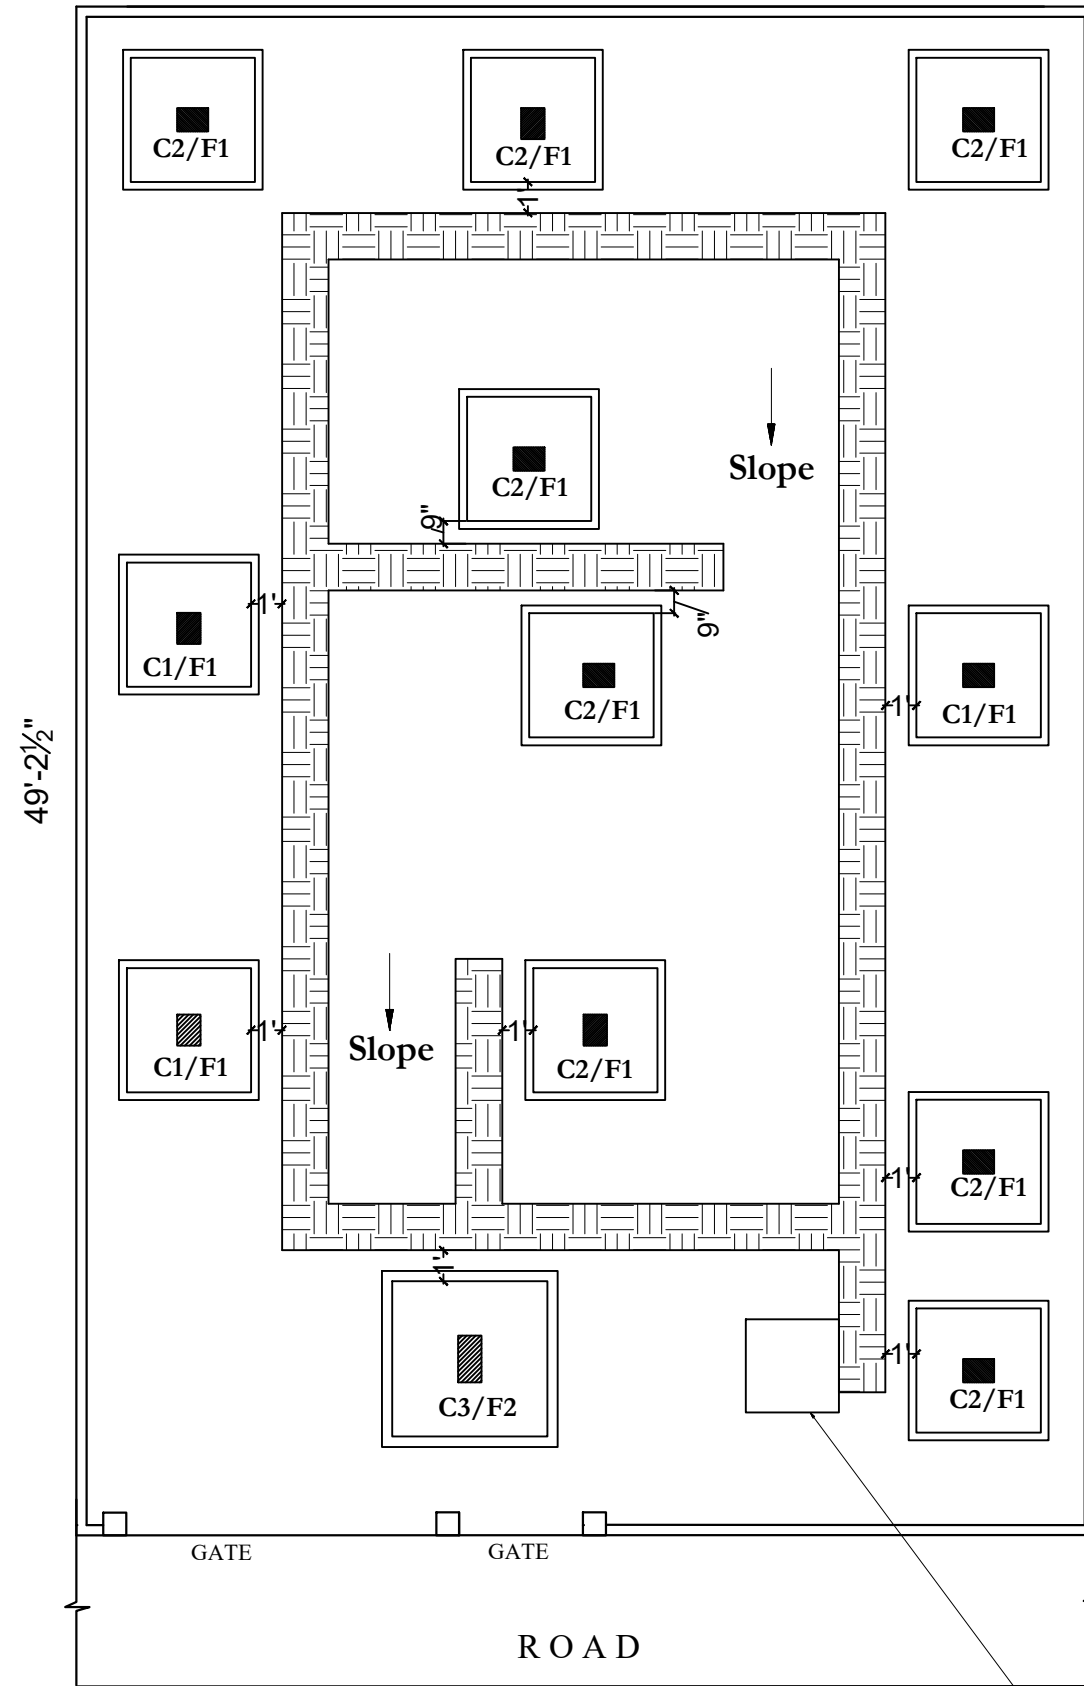 C2/F1
C2/F1
C2/F1
1'
Slope
C2/F1
9"
9"
1'
C1/F1
C2/F1
1'
C1/F1
49'-2½"
1'
C1/F1
Slope
1'
C2/F1
1'
C2/F1
1'
C3/F2
1'
C2/F1
GATE
GATE
ROAD